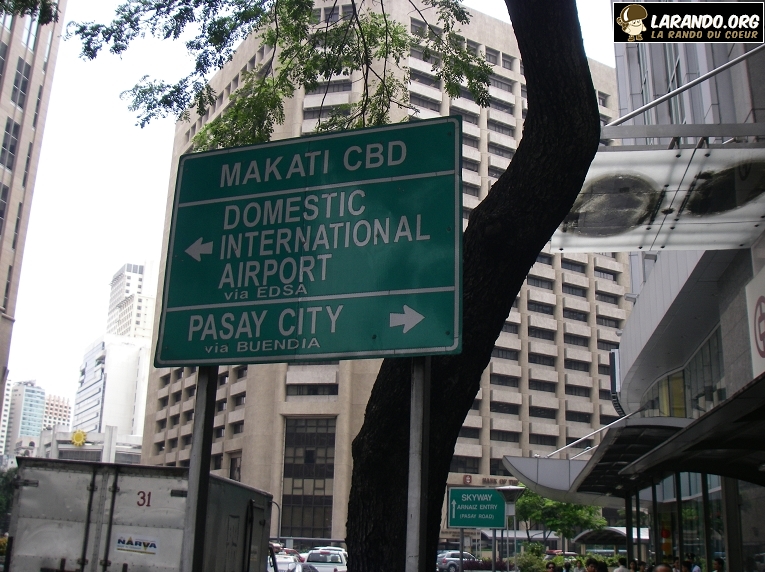 LARANDO.ORG
LA RANDO DU COEUR
MAKATI CBD
DOMESTIC
INTERNATIONAL
AIRPORT
via EDSA
PASAY CITY
via BUENDIA
SKYWAY
ARNAIZ ENTRY
(PASAY ROAD)
31
NARVA